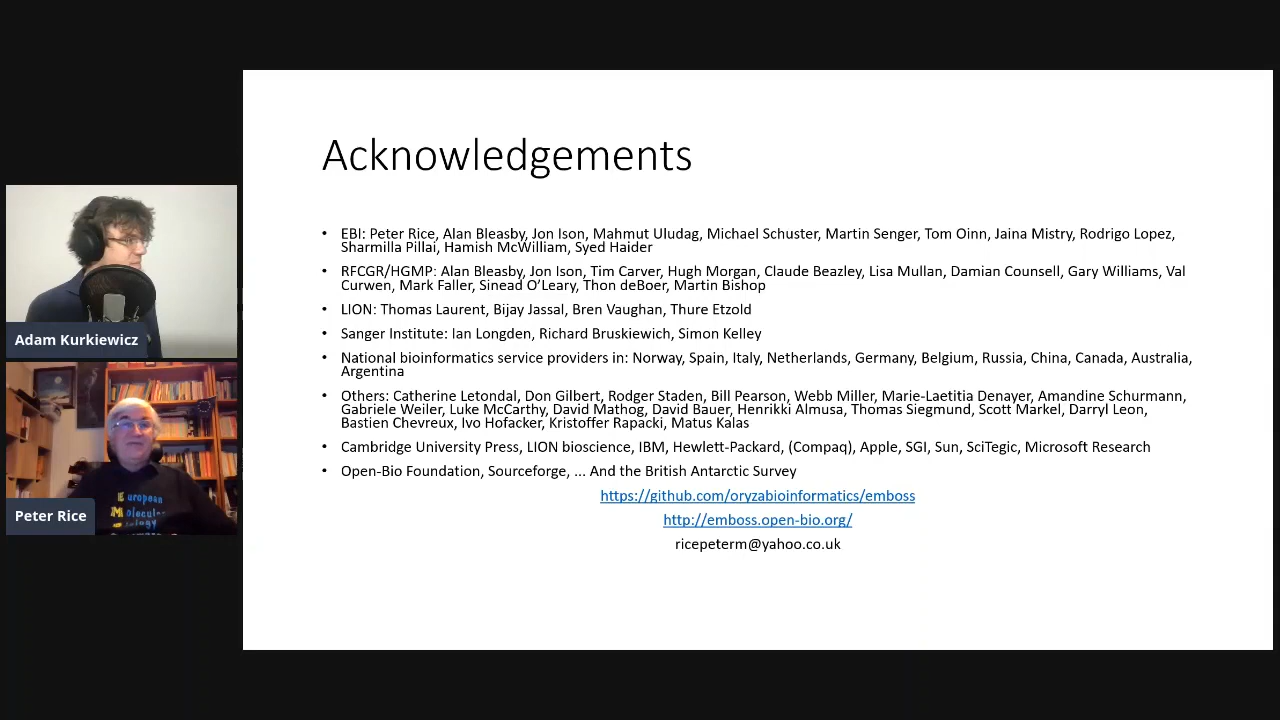 Acknowledgements
• EBI: Peter Rice, Alan Bleasby, Jon Ison, Mahmut Uludag, Michael Schuster, Martin Senger, Tom Oinn, Jaina Mistry, Rodrigo Lopez,
Sharmilla Pillai, Hamish McWilliam, Syed Haider
• RFCGR/HGMP: Alan Bleasby, Jon Ison, Tim Carver, Hugh Morgan, Claude Beazley, Lisa Mullan, Damian Counsell, Gary Williams, Val
Curwen, Mark Faller, Sinead O’Leary, Thon deBoer, Martin Bishop
• LION: Thomas Laurent, Bijay Jassal, Bren Vaughan, Thure Etzold
• Sanger Institute: Ian Longden, Richard Bruskiewich, Simon Kelley
• National bioinformatics service providers in: Norway, Spain, Italy, Netherlands, Germany, Belgium, Russia, China, Canada, Australia,
Argentina
• Others: Catherine Letondal, Don Gilbert, Rodger Staden, Bill Pearson, Webb Miller, Marie-Laetitia Denayer, Amandine Schurmann,
Gabriele Weiler, Luke McCarthy, David Mathog, David Bauer, Henrikki Almusa, Thomas Siegmund, Scott Markel, Darryl Leon,
Bastien Chevreux, Ivo Hofacker, Kristoffer Rapacki, Matus Kalas
• Cambridge University Press, LION bioscience, IBM, Hewlett-Packard, (Compaq), Apple, SGI, Sun, SciTegic, Microsoft Research
• Open-Bio Foundation, Sourceforge, ... And the British Antarctic Survey
https://github.com/oryzabioinformatics/emboss
http://emboss.open-bio.org/
ricepeterm@yahoo.co.uk
Adam Kurkiewicz
Peter Rice
European
Molecular
Biology